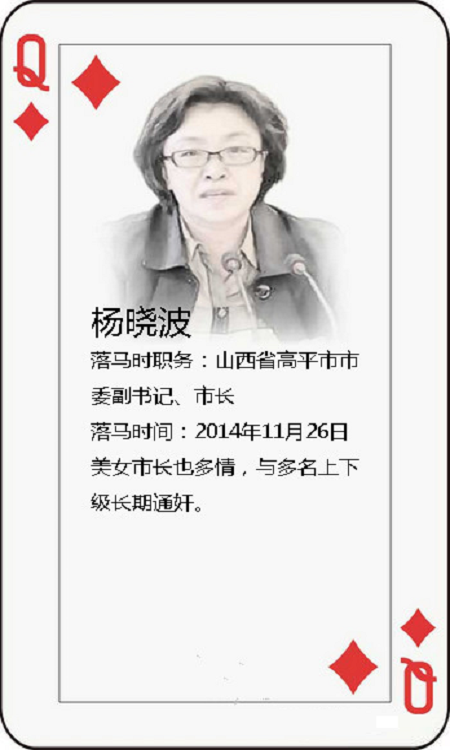 Q
杨晓波
落马时职务：山西省高平市市
委副书记、市长
落马时间：2014年11月26日
美女市长也多情，与多名上下
级长期通奸。
Q